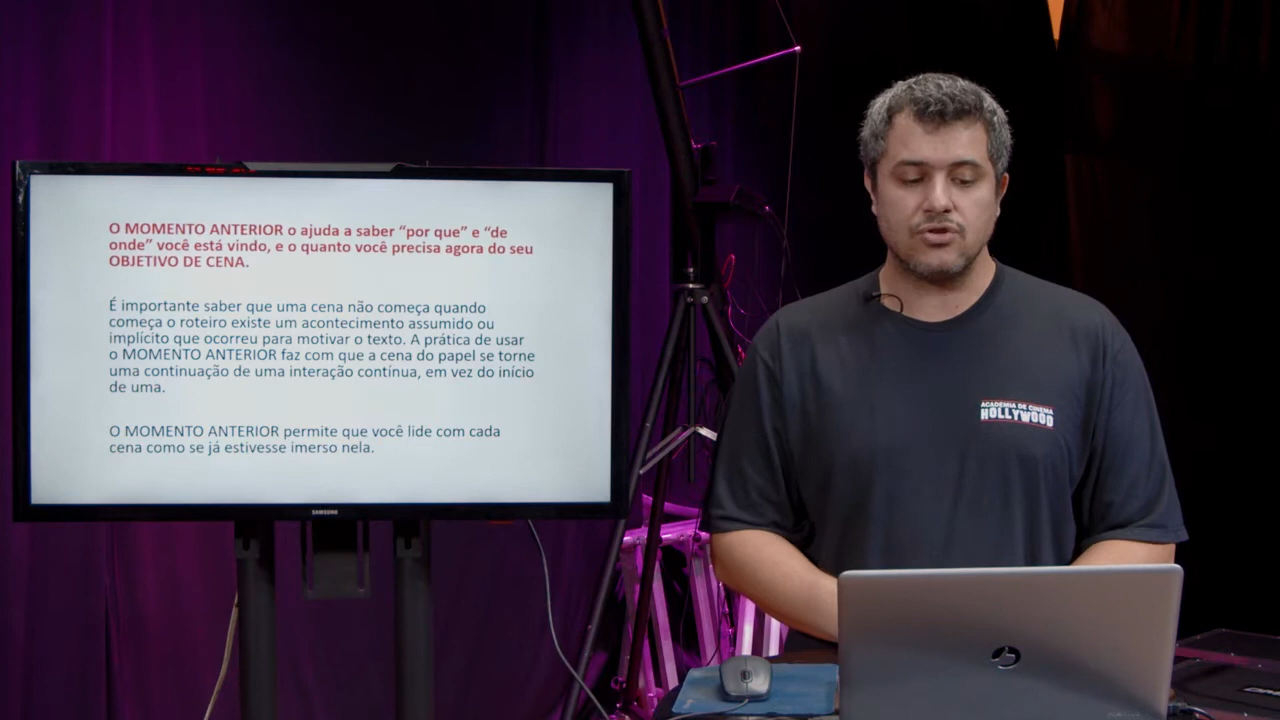 O MOMENTO ANTERIOR o ajuda a saber “por que” e “de
onde” você está vindo, e o quanto você precisa agora do seu
OBJETIVO DE CENA.
É importante saber que uma cena não começa quando
começa o roteiro existe um acontecimento assumido ou
implícito que ocorreu para motivar o texto. A prática de usar
o MOMENTO ANTERIOR faz com que a cena do papel se torne
uma continuação de uma interação contínua, em vez do início
de uma.
O MOMENTO ANTERIOR permite que você lide com cada
cena como se já estivesse imerso nela.
SAMSUNG
ACADEMIA DE CINEMA
HOLLYWOOD